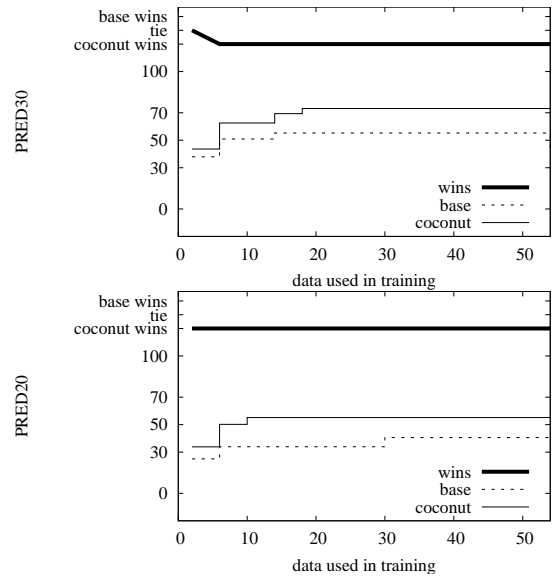 base wins
tie
coconut wins
100
70
50
30
0
PRED30
wins
base
coconut
0 10 20 30 40 50
data used in training
base wins
tie
coconut wins
100
70
50
30
0
PRED20
wins
base
coconut
0 10 20 30 40 50
data used in training